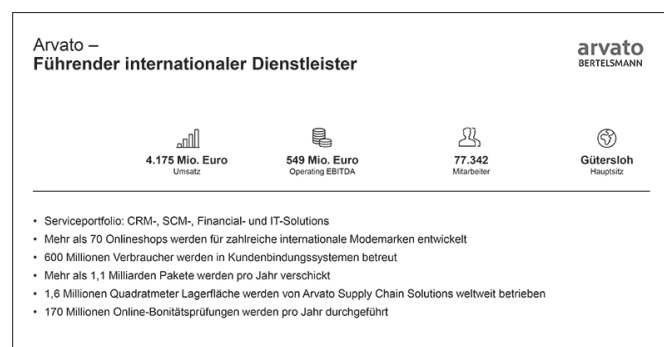 Arvato –
Führender internationaler Dienstleister
arvato
BERTELSMANN
4.175 Mio. Euro
Umsatz
549 Mio. Euro
Operating EBITDA
77.342
Mitarbeiter
Gütersloh
Hauptsitz
• Serviceportfolio: CRM-, SCM-, Financial- und IT-Solutions
• Mehr als 70 Onlineshops werden für zahlreiche internationale Modemarken entwickelt
• 600 Millionen Verbraucher werden in Kundenbindungssystemen betreut
• Mehr als 1,1 Milliarden Pakete werden pro Jahr verschickt
• 1,6 Millionen Quadratmeter Lagerfläche werden von Arvato Supply Chain Solutions weltweit betrieben
• 170 Millionen Online-Bonitätsprüfungen werden pro Jahr durchgeführt